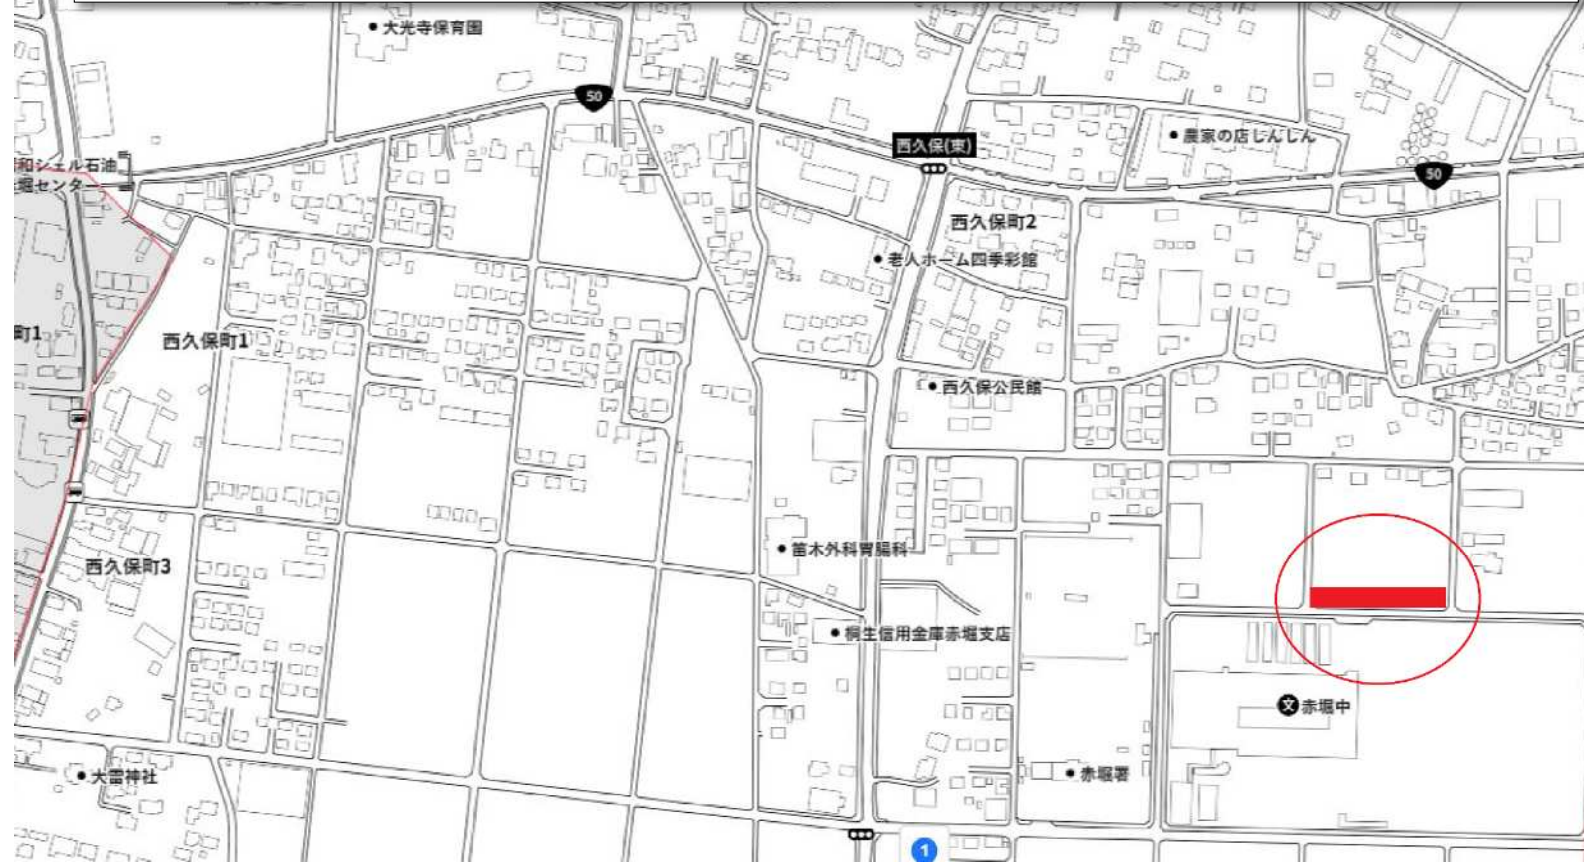 大光寺保育園
50
西久保(東)
農家の店しんしん
和シェル石油
堀センター
50
西久保町2
老人ホーム四季彩館
町1
西久保町1
西久保公民館
笛木外科胃腸科
西久保町3
桐生信用金庫赤堀支店
文
赤堀中
赤堀署
大雷神社
1